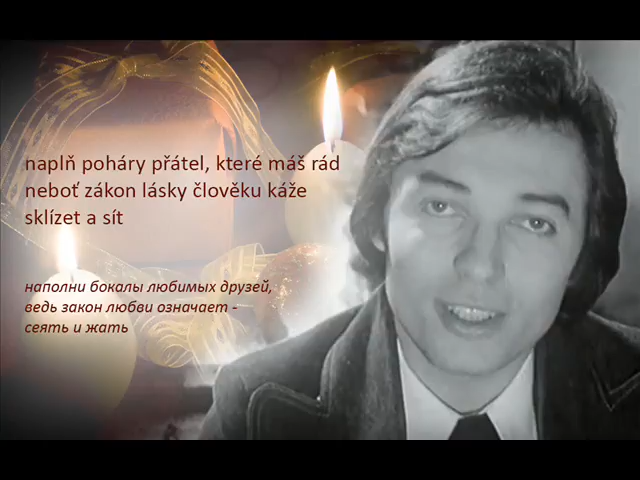 naplň poháry přátel, které máš rád
neboť zákon lásky člověku káže
sklízet a sít
наполни бокалы любимых друзей,
ведь закон любви означает -
сеять и жать